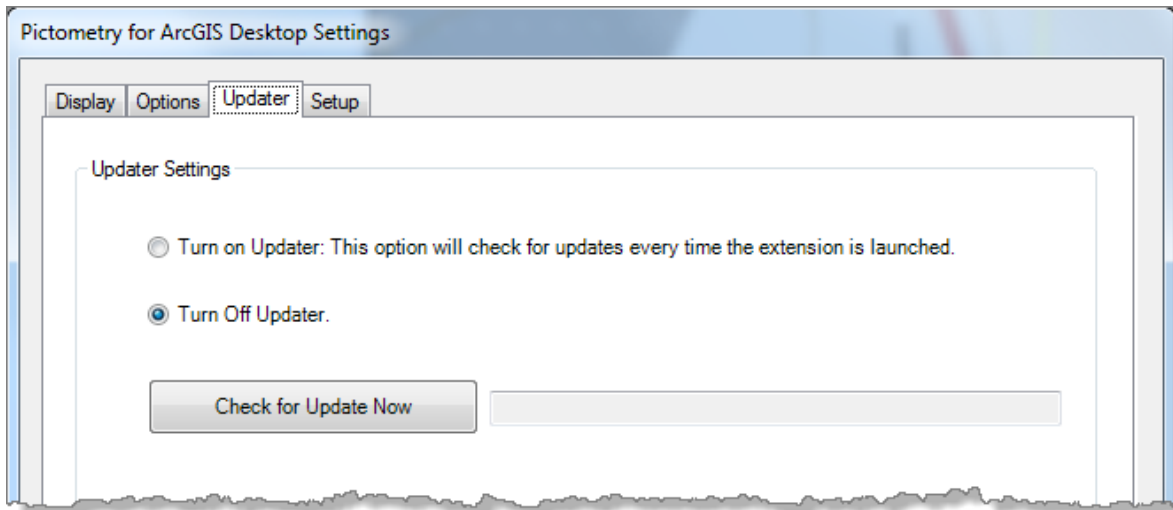 Pictometry for ArcGIS Desktop Settings
Display Options Updater Setup
Updater Settings
Turn on Updater: This option will check for updates every time the extension is launched.
Turn Off Updater.
Check for Update Now